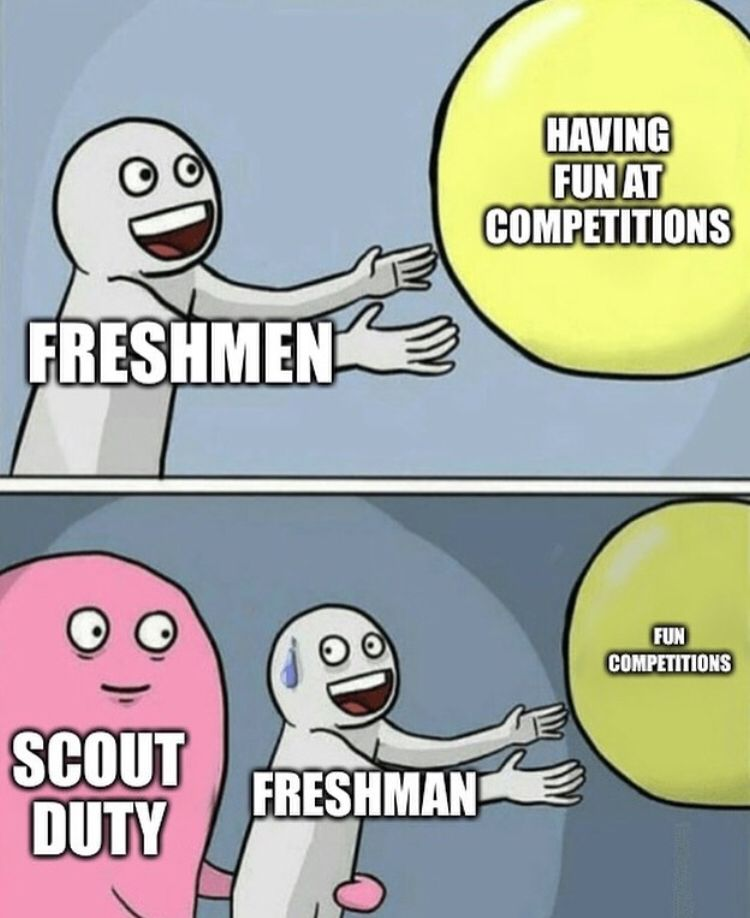 HAVING
FUN AT
COMPETITIONS
FRESHMEN
FUN
COMPETITIONS
SCOUT
DUTY
FRESHMAN